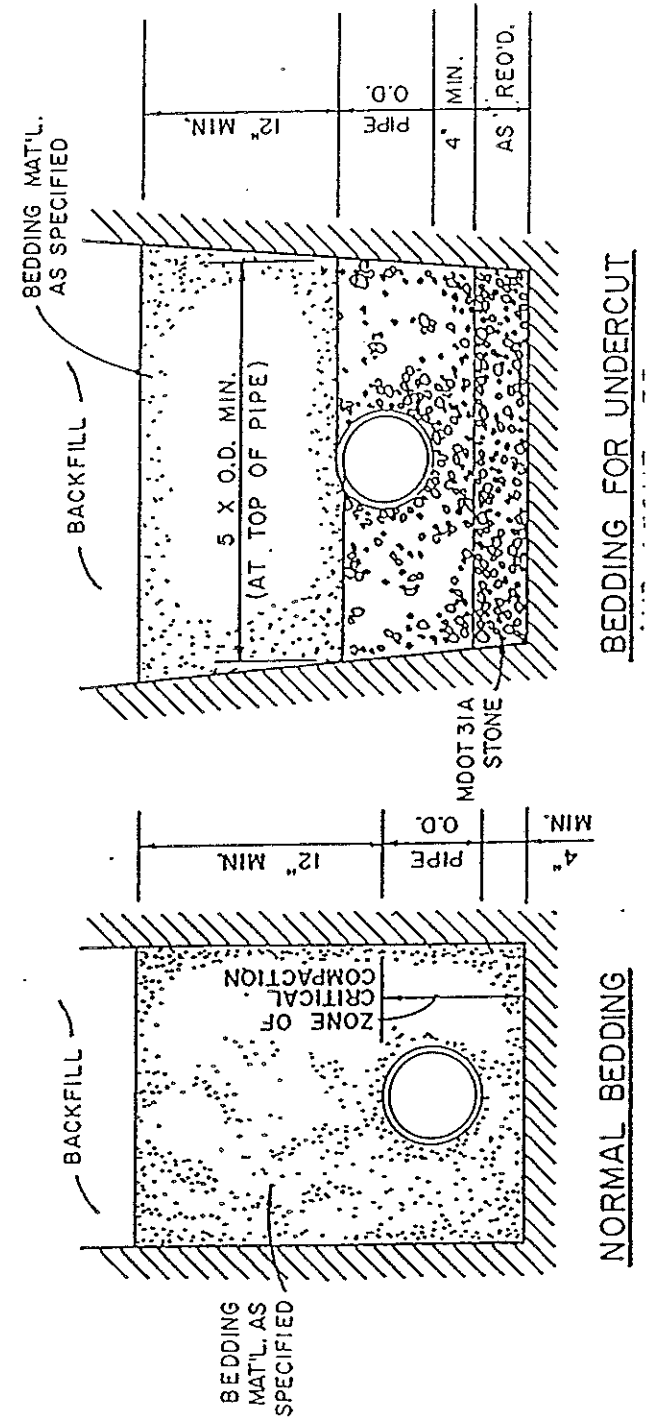 BACKFILL
BEDDING
MAT'L. AS
SPECIFIED
ZONE OF
CRITICAL
COMPACTION
12" MIN.
PIPE
O.D.
4"
MIN.
NORMAL BEDDING
BACKFILL
BEDDING MAT'L.
AS SPECIFIED
5 X O.D. MIN.
(AT TOP OF PIPE)
12" MIN.
PIPE
O.D.
4" MIN.
AS REQ'D.
MDOT 31A
STONE
BEDDING FOR UNDERCUT